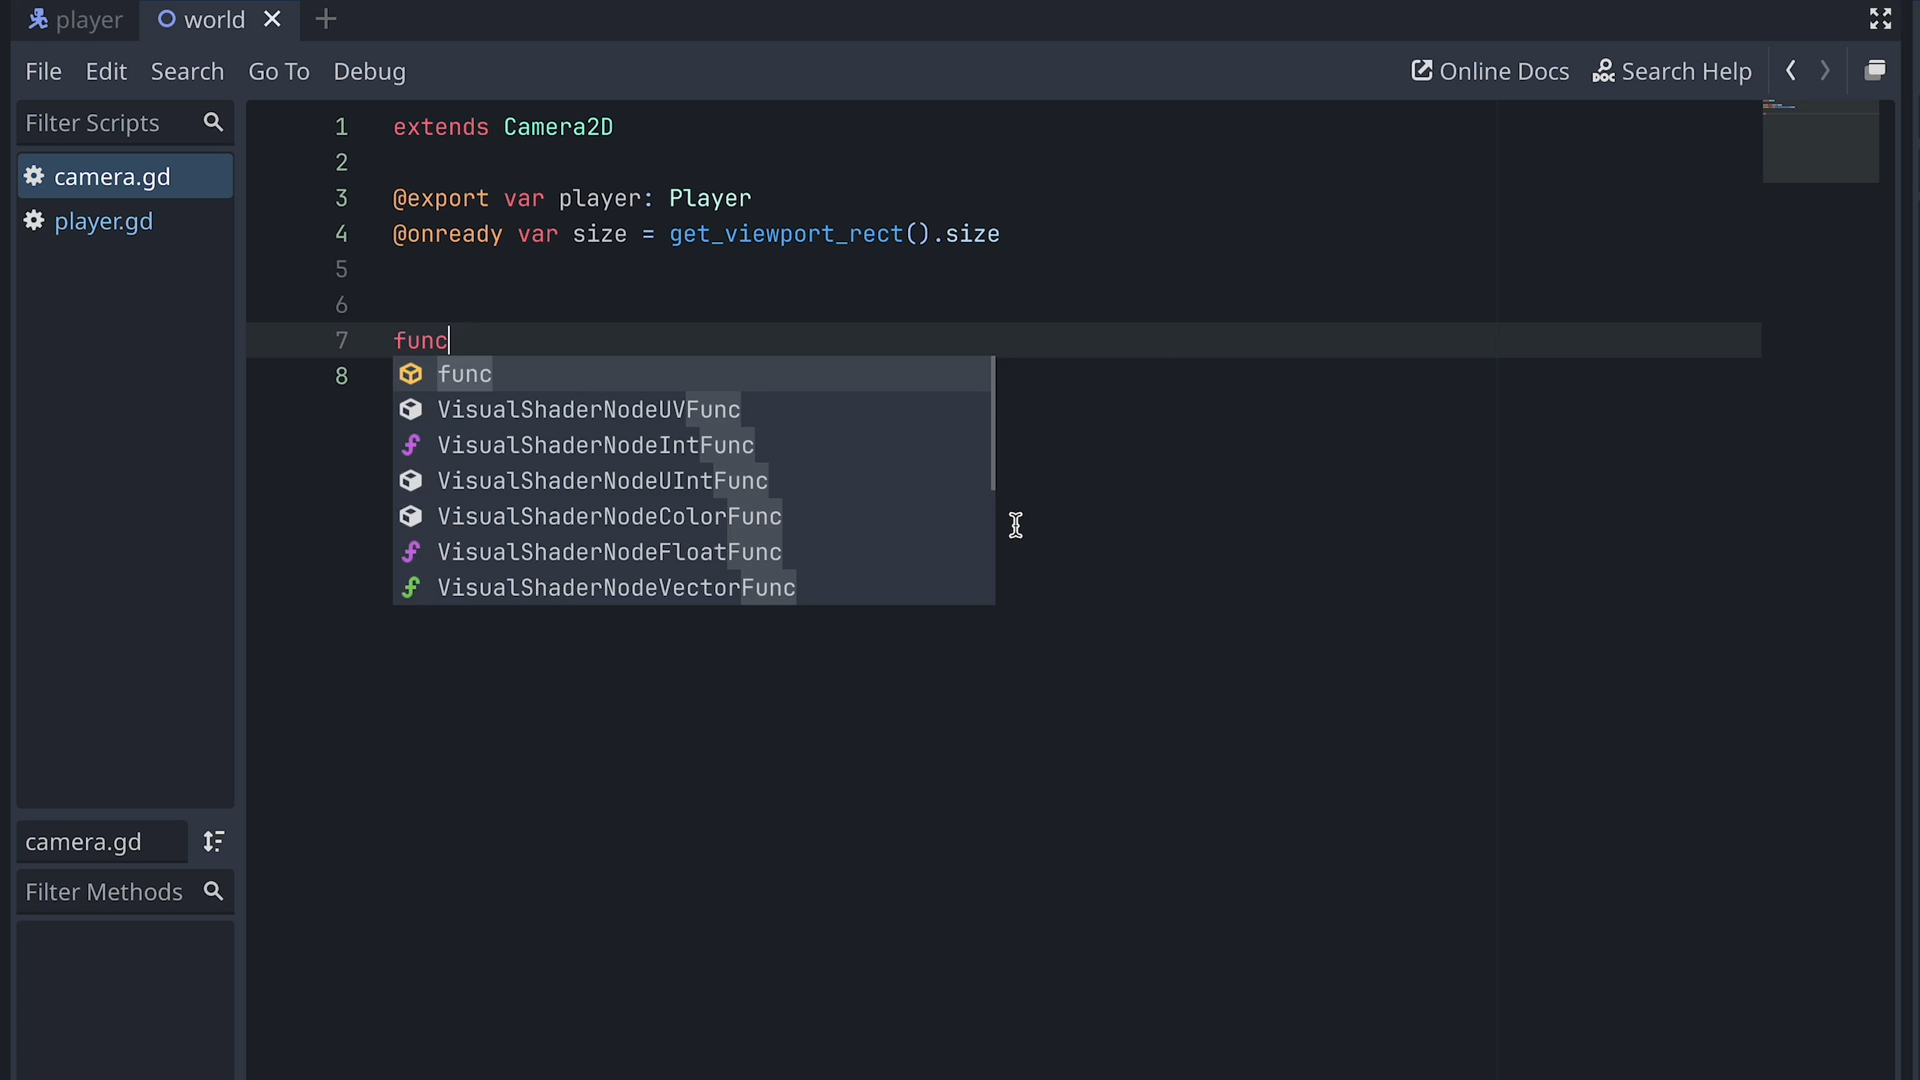 player world
File Edit Search Go To Debug Online Docs Search Help
Filter Scripts
camera.gd
player.gd
1 extends Camera2D
2
3 @export var player: Player
4 @onready var size = get_viewport_rect().size
5
6
7 func
8
func
VisualShaderNodeUVFunc
VisualShaderNodeIntFunc
VisualShaderNodeUIntFunc
VisualShaderNodeColorFunc
VisualShaderNodeFloatFunc
VisualShaderNodeVectorFunc
camera.gd
Filter Methods